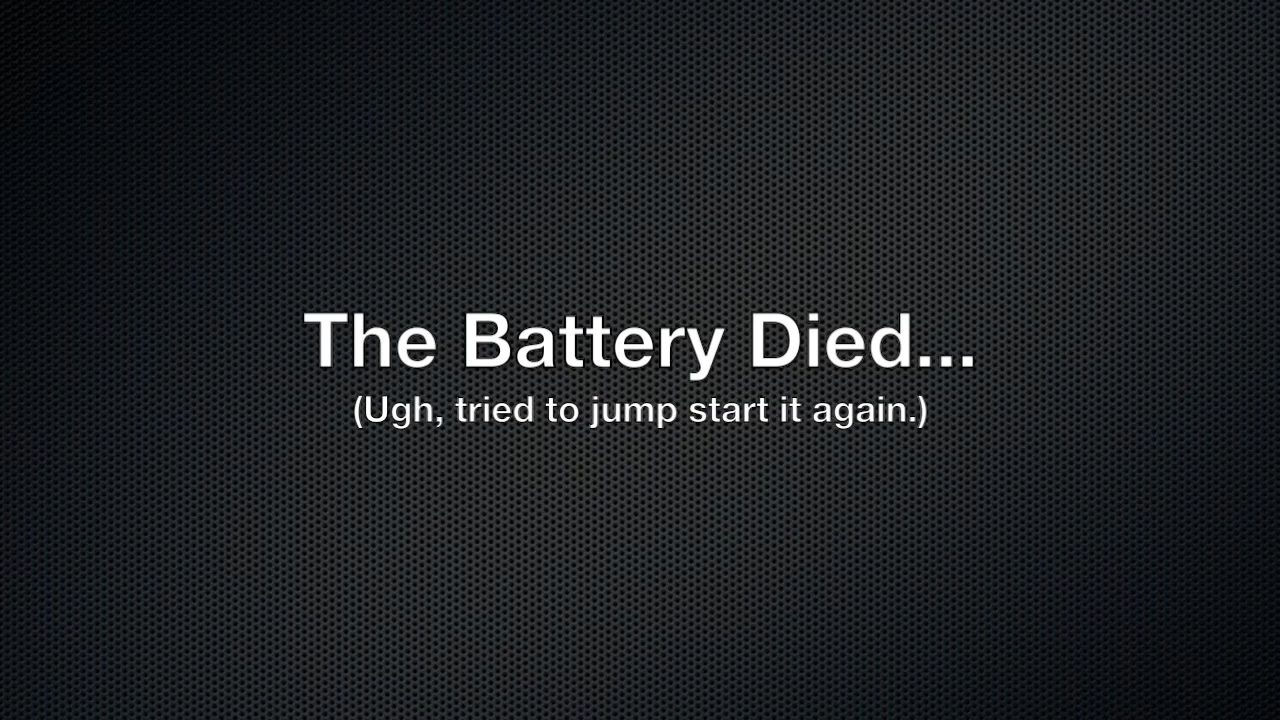 The Battery Died...
(Ugh, tried to jump start it again.)